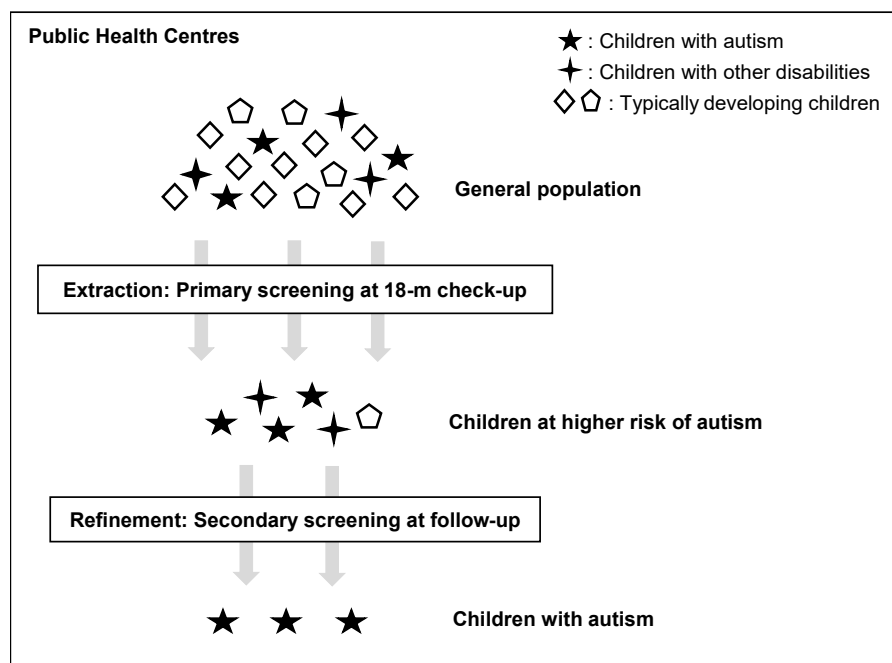 Public Health Centres
: Children with autism
: Children with other disabilities
: Typically developing children
General population
Extraction: Primary screening at 18-m check-up
Children at higher risk of autism
Refinement: Secondary screening at follow-up
Children with autism